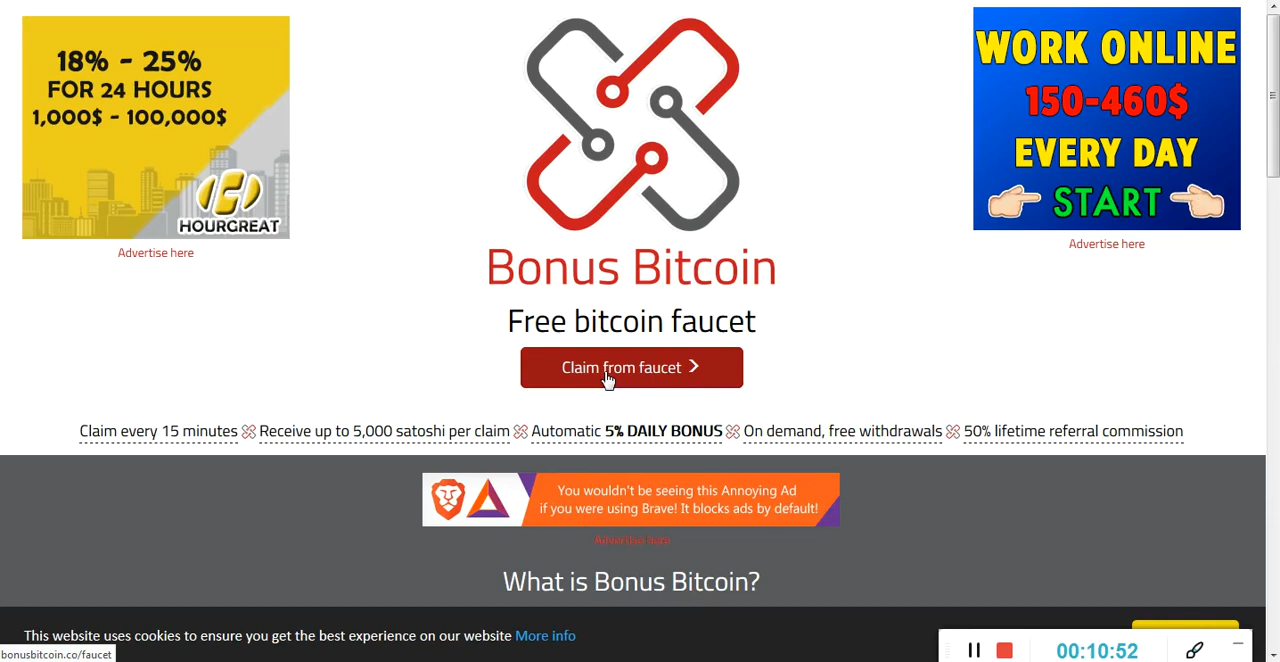 18% - 25%
FOR 24 HOURS
1,000$ - 100,000$
HOURGREAT
Advertise here
Bonus Bitcoin
Free bitcoin faucet
Claim from faucet
WORK ONLINE
150-460$
EVERY DAY
START
Advertise here
Claim every 15 minutes Receive up to 5,000 satoshi per claim Automatic 5% DAILY BONUS On demand, free withdrawals 50% lifetime referral commission
You wouldn't be seeing this Annoying Ad
if you were using Brave! It blocks ads by default!
Advertise here
What is Bonus Bitcoin?
This website uses cookies to ensure you get the best experience on our website More info
bonusbitcoin.co/faucet
00:10:52